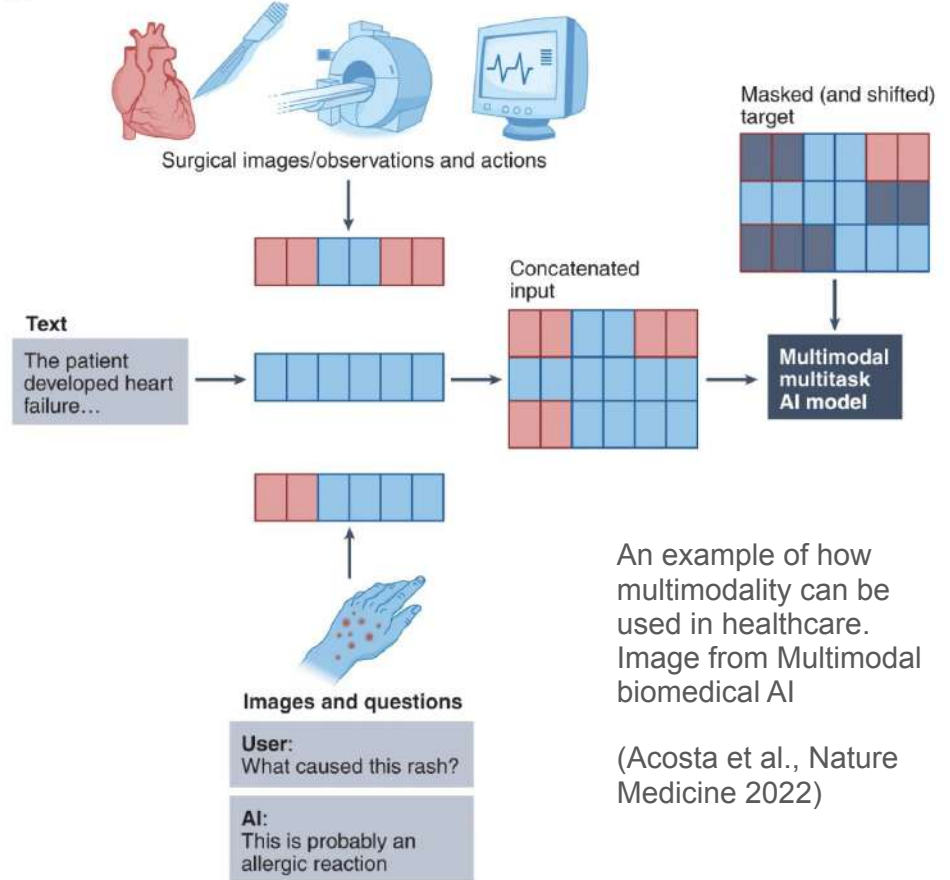 Surgical images/observations and actions
Masked (and shifted)
target
Concatenated
input
Text
The patient
developed heart
failure…
Multimodal
multitask
AI model
Images and questions
User:
What caused this rash?
AI:
This is probably an
allergic reaction
An example of how
multimodality can be
used in healthcare.
Image from Multimodal
biomedical AI
(Acosta et al., Nature
Medicine 2022)